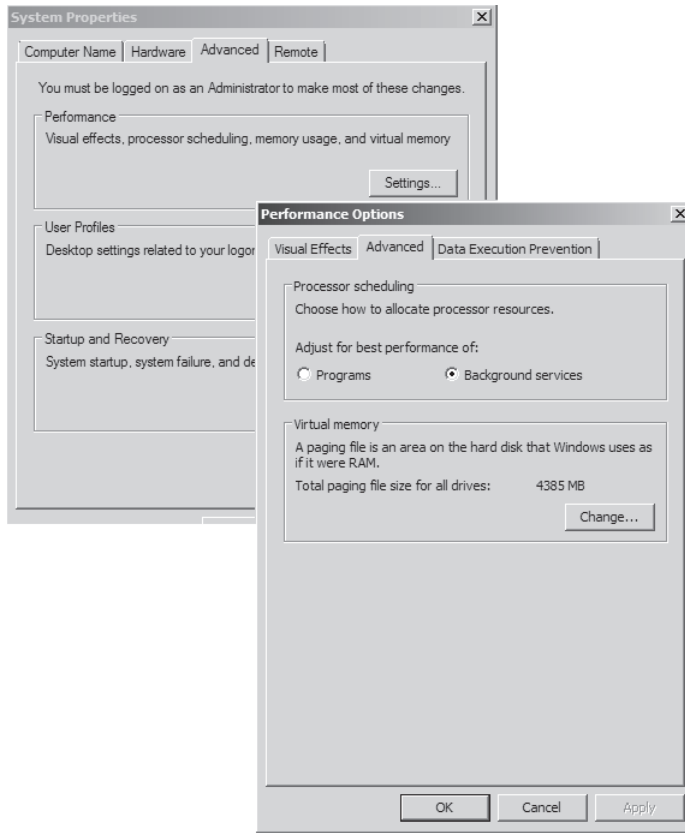 System Properties
Computer Name Hardware Advanced Remote
You must be logged on as an Administrator to make most of these changes.
Performance
Visual effects, processor scheduling, memory usage, and virtual memory
Settings...
User Profiles
Desktop settings related to your logon
Startup and Recovery
System startup, system failure, and de
Performance Options
Visual Effects Advanced Data Execution Prevention
Processor scheduling
Choose how to allocate processor resources.
Adjust for best performance of:
Programs Background services
Virtual memory
A paging file is an area on the hard disk that Windows uses as
if it were RAM.
Total paging file size for all drives: 4385 MB
Change...
OK Cancel Apply